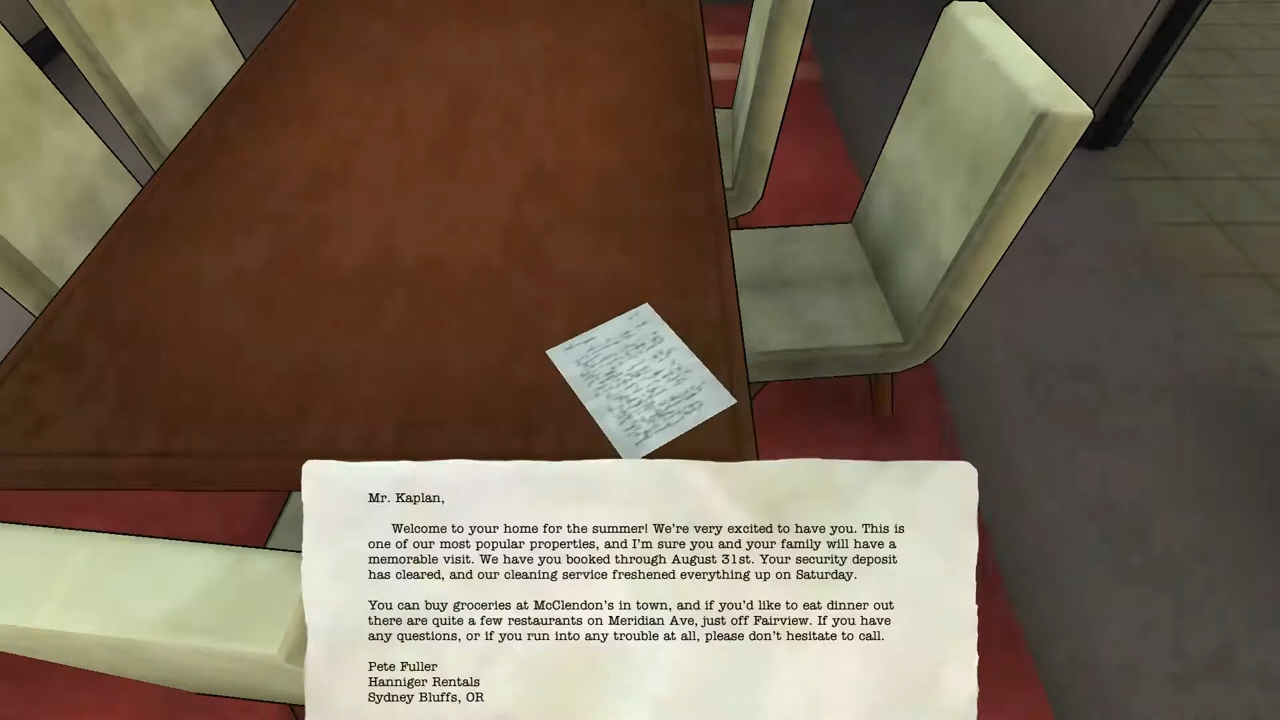 Mr. Kaplan,
Welcome to your home for the summer! We're very excited to have you. This is
one of our most popular properties, and I'm sure you and your family will have a
memorable visit. We have you booked through August 31st. Your security deposit
has cleared, and our cleaning service freshened everything up on Saturday.
You can buy groceries at McClendon's in town, and if you'd like to eat dinner out
there are quite a few restaurants on Meridian Ave, just off Fairview. If you have
any questions, or if you run into any trouble at all, please don't hesitate to call.
Pete Fuller
Hanniger Rentals
Sydney Bluffs, OR